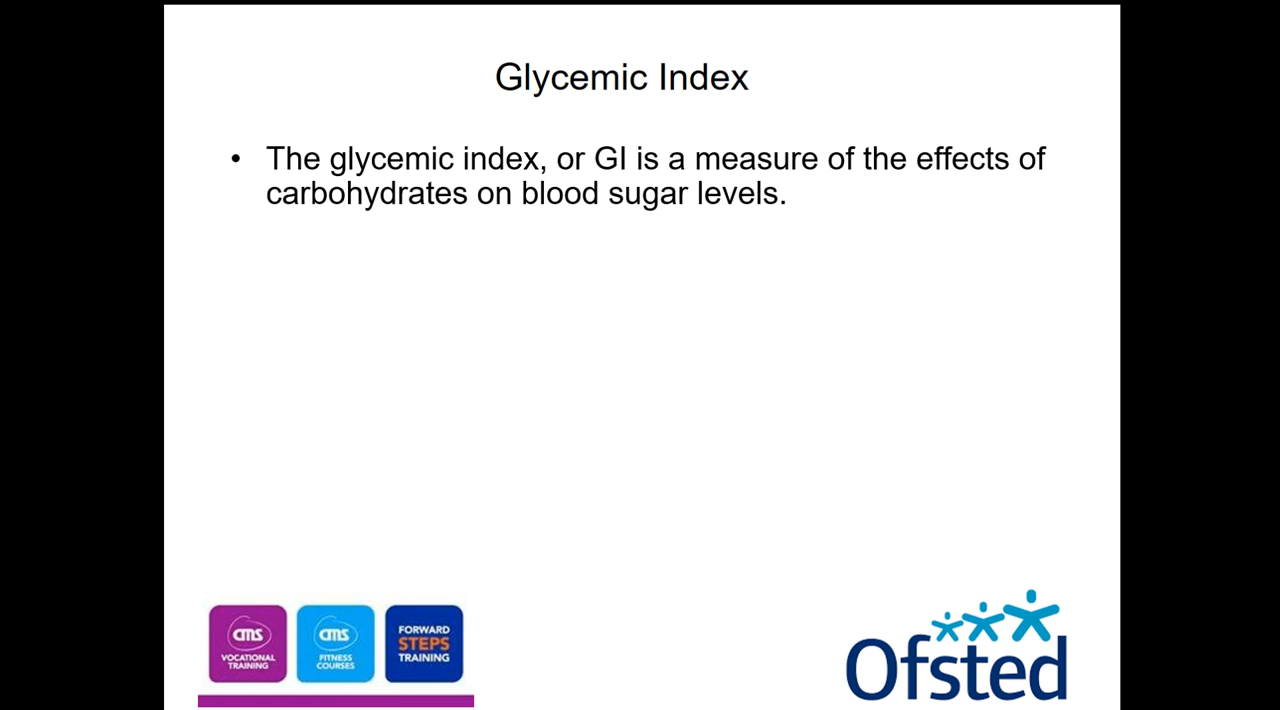 Glycemic Index
• The glycemic index, or GI is a measure of the effects of
carbohydrates on blood sugar levels.
cms
VOCATIONAL
TRAINING
cms
FITNESS
COURSES
FORWARD
STEPS
TRAINING
Ofsted